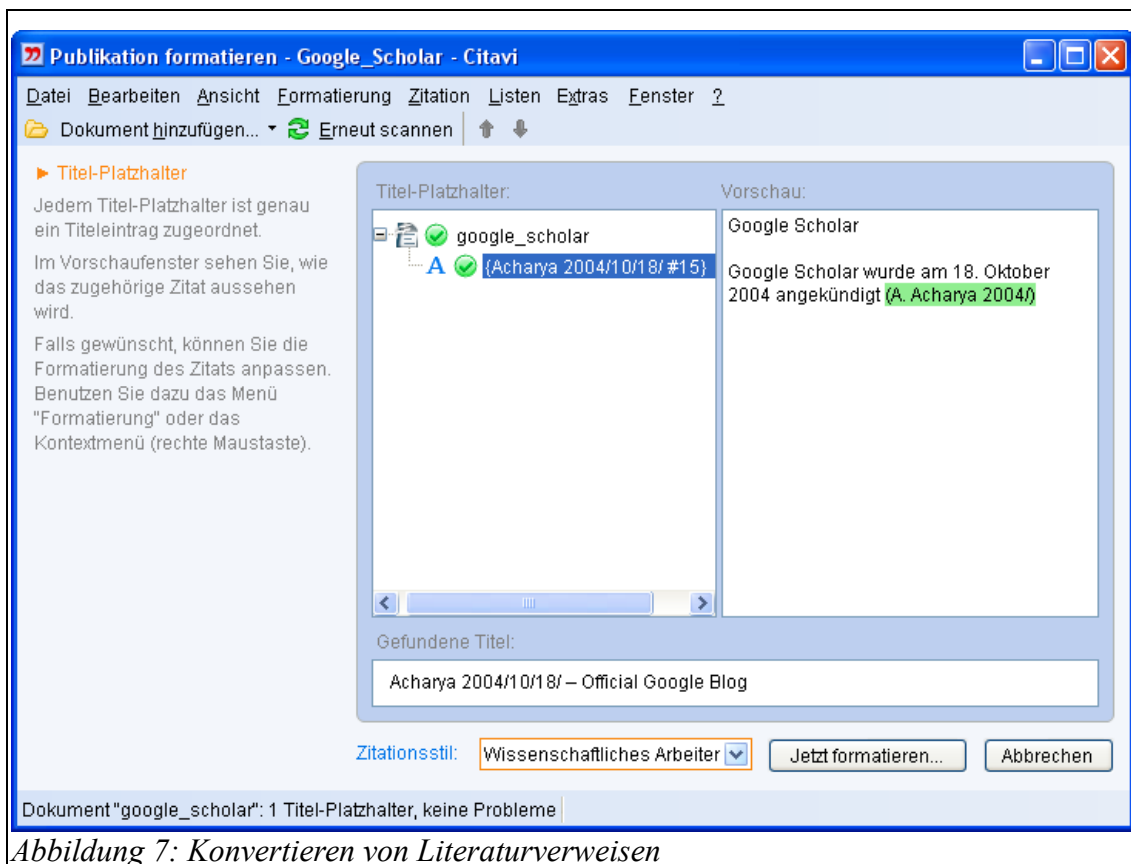 Publikation formatieren - Google_Scholar - Citavi
Datei Bearbeiten Ansicht Formatierung Zitation Listen Extras Fenster ?
Dokument hinzufügen... Erneut scannen
Titel-Platzhalter
Jedem Titel-Platzhalter ist genau
ein Titeleintrag zugeordnet.
Im Vorschaufenster sehen Sie, wie
das zugehörige Zitat aussehen
wird.
Falls gewünscht, können Sie die
Formatierung des Zitats anpassen.
Benutzen Sie dazu das Menü
"Formatierung" oder das
Kontextmenü (rechte Maustaste).
Titel-Platzhalter:
google_scholar
A {Acharya 2004/10/18/ #15}
Vorschau:
Google Scholar
Google Scholar wurde am 18. Oktober
2004 angekündigt (A. Acharya 2004/)
Gefundene Titel:
Acharya 2004/10/18/ – Official Google Blog
Zitationsstil: Wissenschaftliches Arbeiter Jetzt formatieren... Abbrechen
Dokument "google_scholar": 1 Titel-Platzhalter, keine Probleme
Abbildung 7: Konvertieren von Literaturverweisen